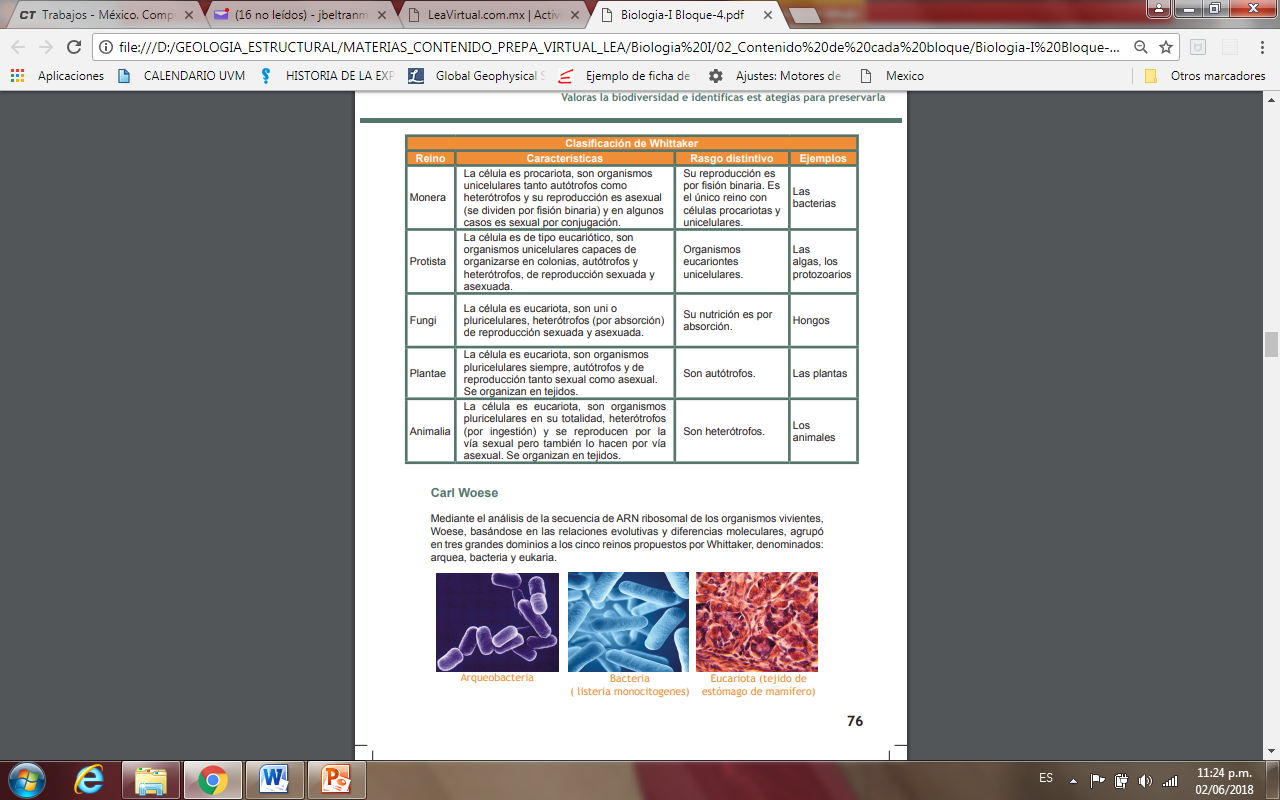 CT Trabajos - México. Comp
(16 no leídos) - jbeltranm
LeaVirtual.com.mx | Activi
Biologia-I Bloque-4.pdf
file:///D:/GEOLOGIA_ESTRUCTURAL/MATERIAS_CONTENIDO_PREPA_VIRTUAL_LEA/Biologia%20I/02_Contenido%20de%20cada%20bloque/Biologia-I%20Bloque-...
Aplicaciones
CALENDARIO UVM
HISTORIA DE LA EXP
Global Geophysical S
Ejemplo de ficha de
Ajustes: Motores de
Mexico
Otros marcadores
Valoras la biodiversidad e identificas est ategias para preservarla
Clasificación de Whittaker
Reino
Características
Rasgo distintivo
Ejemplos
Monera
La célula es procariota, son organismos
unicelulares tanto autótrofos como
heterótrofos y su reproducción es asexual
(se dividen por fisión binaria) y en algunos
casos es sexual por conjugación.
Su reproducción es
por fisión binaria. Es
el único reino con
células procariotas y
unicelulares.
Las
bacterias
Protista
La célula es de tipo eucariótico, son
organismos unicelulares capaces de
organizarse en colonias, autótrofos y
heterótrofos, de reproducción sexuada y
asexuada.
Organismos
eucariontes
unicelulares.
Las
algas, los
protozoarios
Fungi
La célula es eucariota, son uni o
pluricelulares, heterótrofos (por absorción)
de reproducción sexuada y asexuada.
Su nutrición es por
absorción.
Hongos
Plantae
La célula es eucariota, son organismos
pluricelulares siempre, autótrofos y de
reproducción tanto sexual como asexual.
Se organizan en tejidos.
Son autótrofos.
Las plantas
Animalia
La célula es eucariota, son organismos
pluricelulares en su totalidad, heterótrofos
(por ingestión) y se reproducen por la
vía sexual pero también lo hacen por vía
asexual. Se organizan en tejidos.
Son heterótrofos.
Los
animales
Carl Woese
Mediante el análisis de la secuencia de ARN ribosomal de los organismos vivientes,
Woese, basándose en las relaciones evolutivas y diferencias moleculares, agrupó
en tres grandes dominios a los cinco reinos propuestos por Whittaker, denominados:
arquea, bacteria y eukaria.
Arqueobacteria
Bacteria
( listeria monocitogenes)
Eucariota (tejido de
estómago de mamífero)
76
ES
11:24 p.m.
02/06/2018